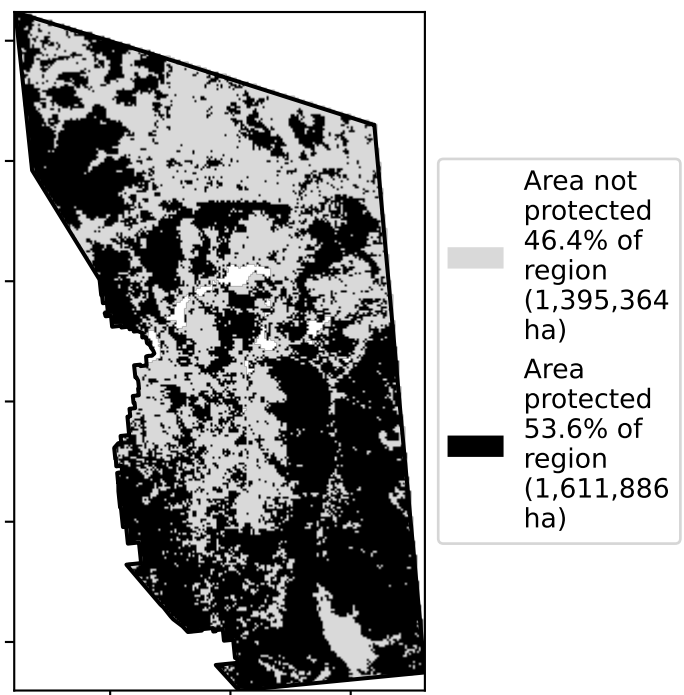 Area not
protected
46.4% of
region
(1,395,364
ha)
Area
protected
53.6% of
region
(1,611,886
ha)